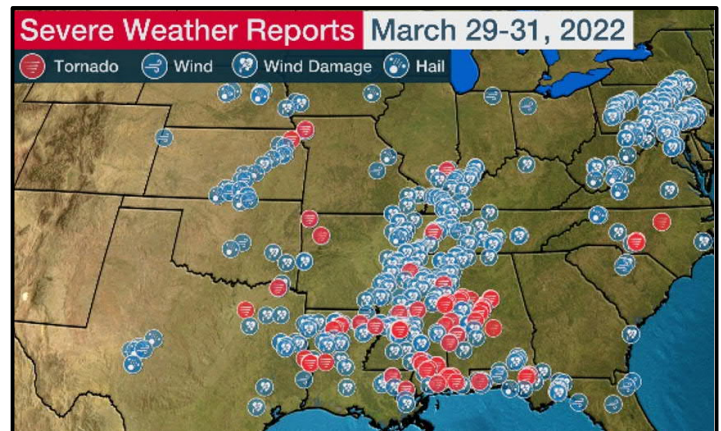 Severe Weather Reports March 29-31, 2022
Tornado Wind Wind Damage Hail